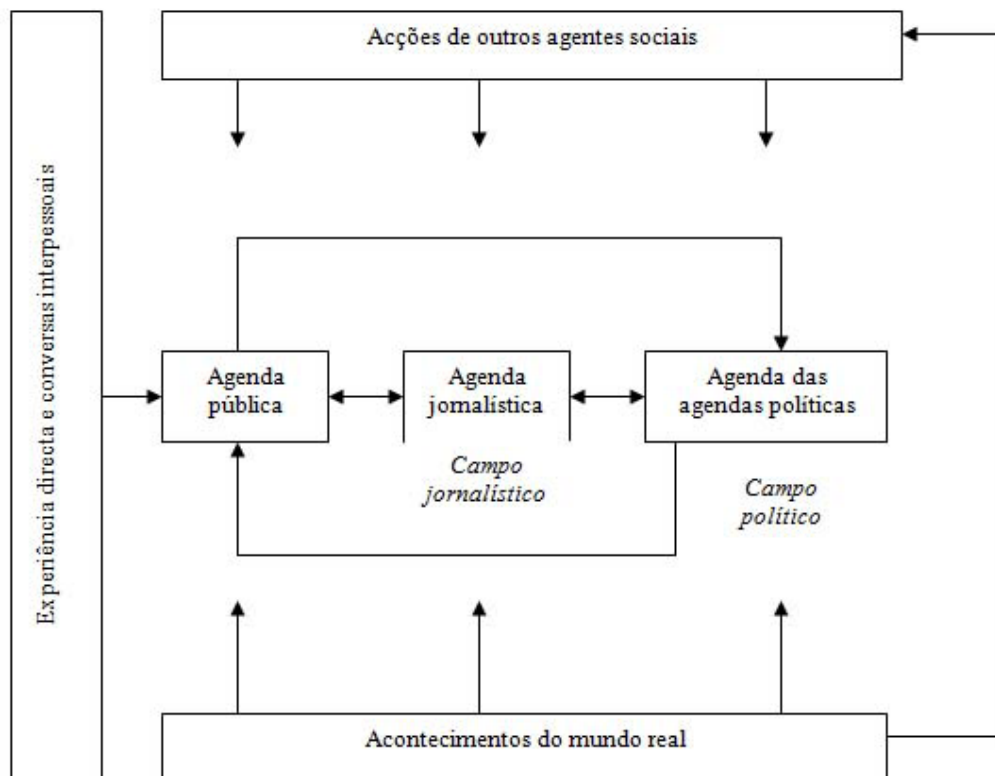 Acções de outros agentes sociais
Experiência directa e conversas interpessoais
Agenda
pública
Agenda
jornalística
Agenda das
agendas políticas
Campo
jornalístico
Campo
político
Acontecimentos do mundo real